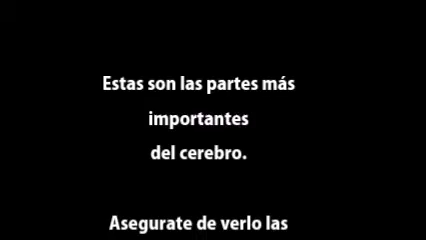 Estas son las partes más
importantes
del cerebro.
Asegurate de verlo las